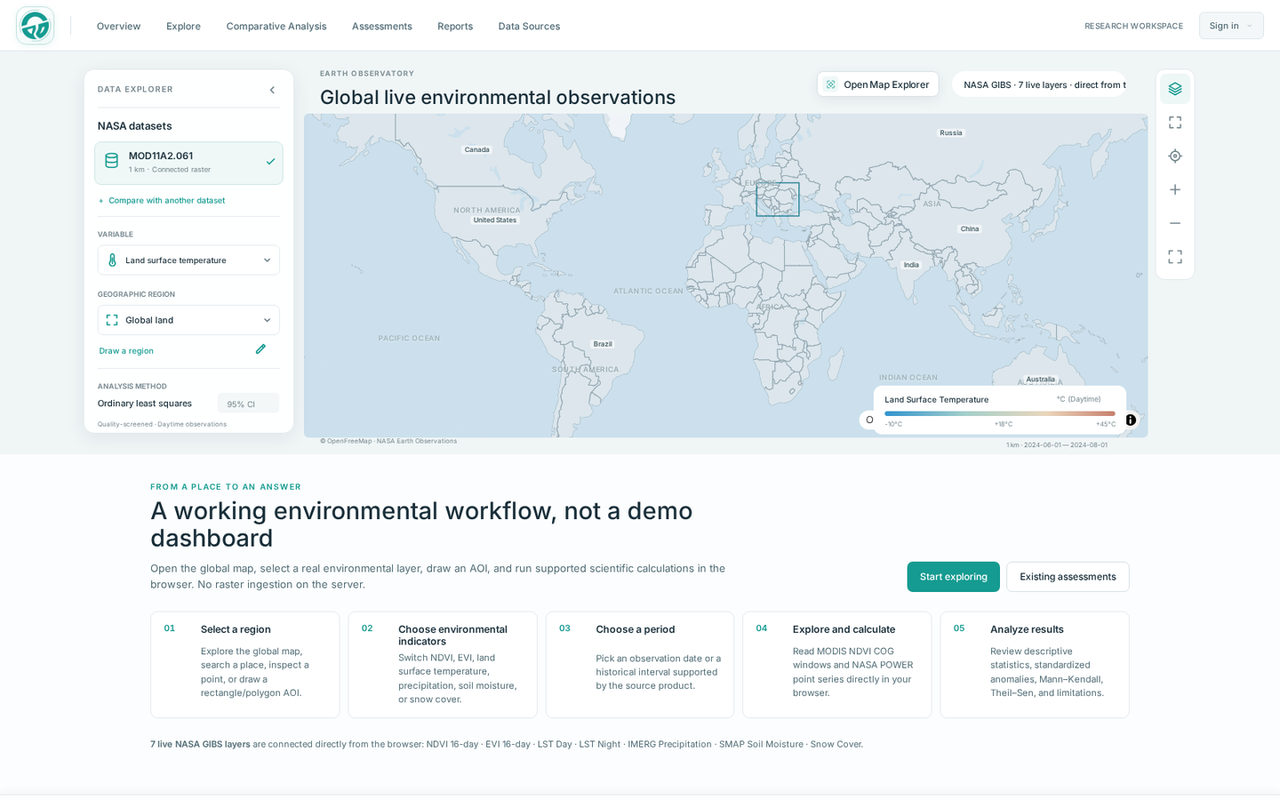 Overview
Explore
Comparative Analysis
Assessments
Reports
Data Sources
RESEARCH WORKSPACE
Sign in
DATA EXPLORER
NASA datasets
MOD11A2.061
1 km · Connected raster
+ Compare with another dataset
VARIABLE
Land surface temperature
GEOGRAPHIC REGION
Global land
Draw a region
ANALYSIS METHOD
Ordinary least squares
95% CI
Quality-screened · Daytime observations
EARTH OBSERVATORY
Global live environmental observations
Open Map Explorer
NASA GIBS · 7 live layers · direct from t
Russia
Canada
EUROPE
ASIA
NORTH AMERICA
United States
China
India
ATLANTIC OCEAN
AFRICA
PACIFIC OCEAN
Brazil
SOUTH AMERICA
INDIAN OCEAN
Australia
Land Surface Temperature
°C (Daytime)
-10°C
+18°C
+45°C
© OpenFreeMap · NASA Earth Observations
1 km · 2024-06-01 — 2024-08-01
FROM A PLACE TO AN ANSWER
A working environmental workflow, not a demo
dashboard
Open the global map, select a real environmental layer, draw an AOI, and run supported scientific calculations in the
browser. No raster ingestion on the server.
Start exploring
Existing assessments
01
Select a region
Explore the global map,
search a place, inspect a
point, or draw a
rectangle/polygon AOI.
02
Choose environmental
indicators
Switch NDVI, EVI, land
surface temperature,
precipitation, soil moisture,
or snow cover.
03
Choose a period
Pick an observation date or a
historical interval supported
by the source product.
04
Explore and calculate
Read MODIS NDVI COG
windows and NASA POWER
point series directly in your
browser.
05
Analyze results
Review descriptive
statistics, standardized
anomalies, Mann–Kendall,
Theil–Sen, and limitations.
7 live NASA GIBS layers are connected directly from the browser: NDVI 16-day · EVI 16-day · LST Day · LST Night · IMERG Precipitation · SMAP Soil Moisture · Snow Cover.